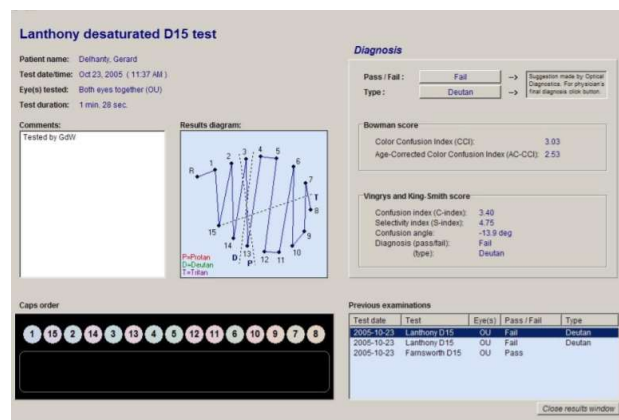 Lanthony desaturated D15 test
Patient name: Delhanty, Gerard
Test date/time: Oct 23, 2005 ( 11:37 AM )
Eye(s) tested: Both eyes together (OU)
Test duration: 1 min. 28 sec.
Comments:
Tested by GdW
Results diagram:
R 1 2 3 4 5 6 7 T 8 9 10 11 12 P 13 D 14 15
P=Protan
D=Deutan
T=Tritan
Diagnosis
Pass / Fail : Fail -->
Type : Deutan -->
Suggestion made by Optical
Diagnostics. For physician's
final diagnosis click button.
Bowman score
Color Confusion Index (CCI): 3.03
Age-Corrected Color Confusion Index (AC-CCI): 2.53
Vingrys and King-Smith score
Confusion index (C-index): 3.40
Selectivity index (S-index): 4.75
Confusion angle: -13.9 deg
Diagnosis (pass/fail): Fail
(type): Deutan
Caps order
1 15 2 14 3 13 4 5 12 11 6 10 9 7 8
Previous examinations
Test date Test Eye(s) Pass / Fail Type
2005-10-23 Lanthony D15 OU Fail Deutan
2005-10-23 Lanthony D15 OU Fail Deutan
2005-10-23 Farnsworth D15 OU Pass
Close results window